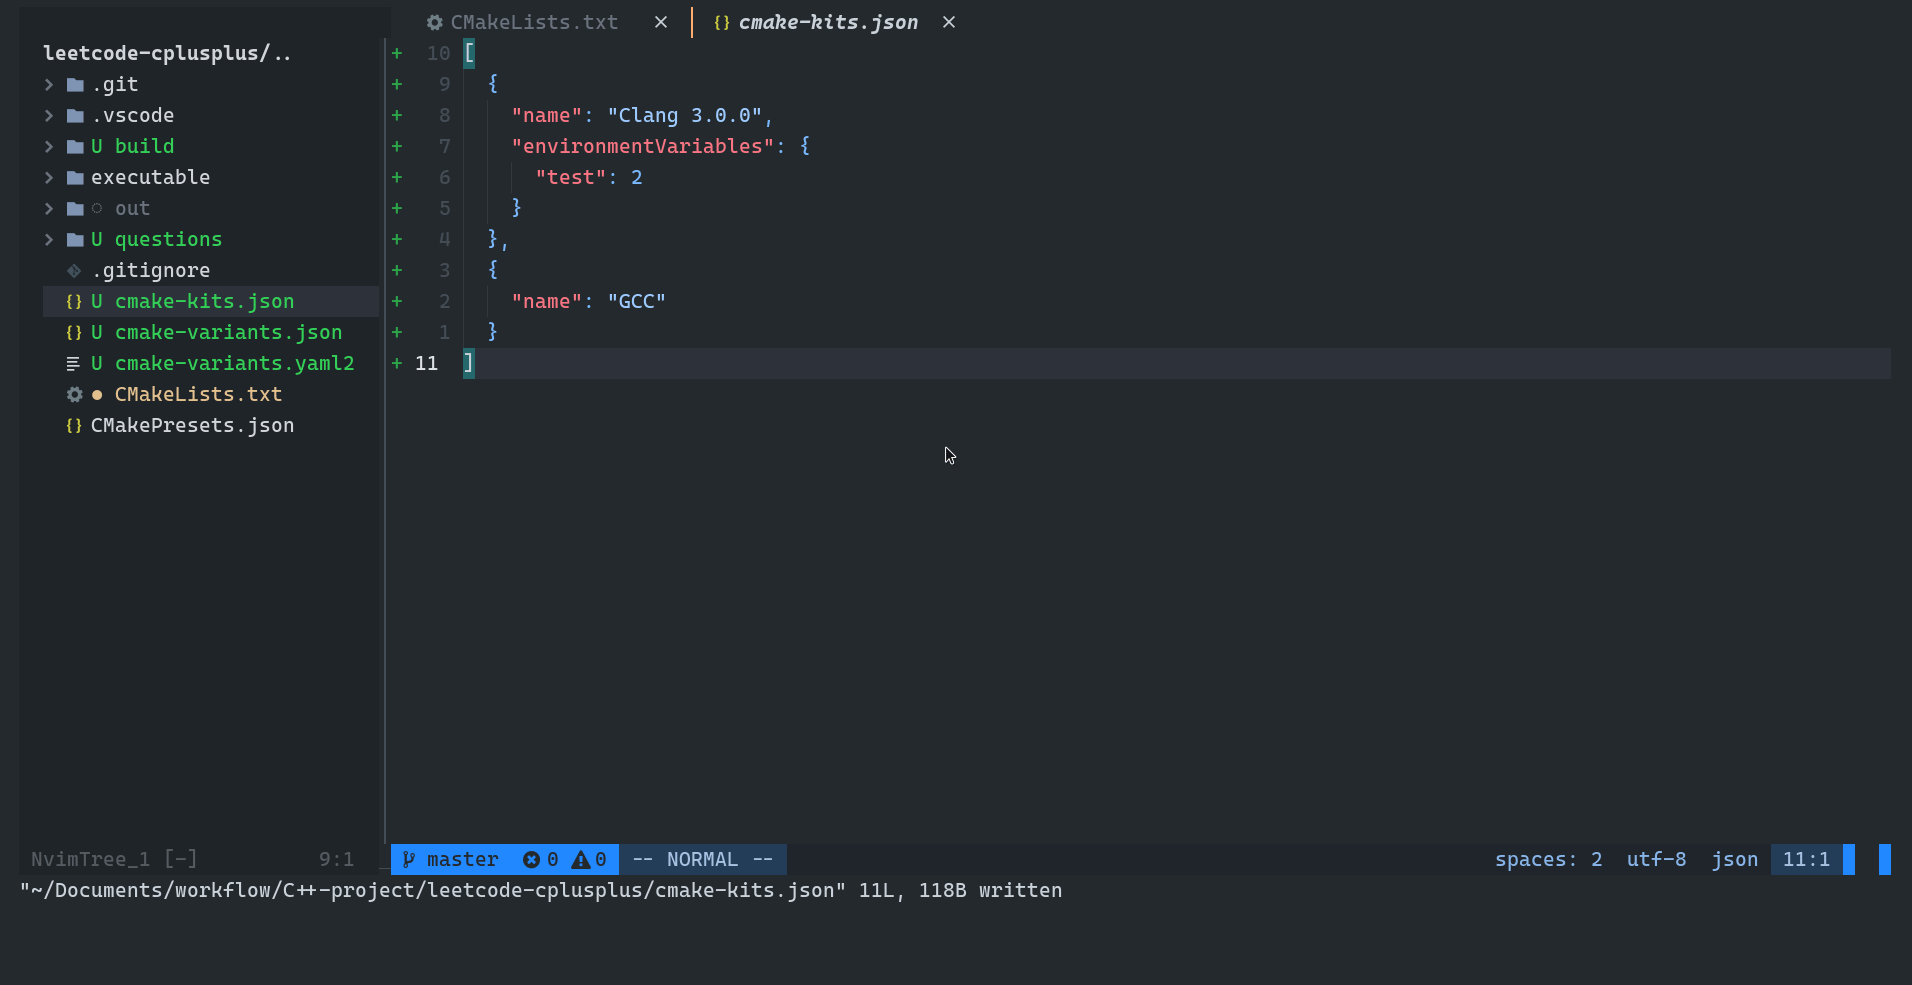 CMakeLists.txt × {} cmake-kits.json ×
leetcode-cplusplus/..
> .git
> .vscode
> U build
> executable
> ◌ out
> U questions
.gitignore
{} U cmake-kits.json
{} U cmake-variants.json
U cmake-variants.yaml2
● CMakeLists.txt
{} CMakePresets.json
+ 10 [
+ 9 {
+ 8 "name": "Clang 3.0.0",
+ 7 "environmentVariables": {
+ 6 "test": 2
+ 5 }
+ 4 },
+ 3 {
+ 2 "name": "GCC"
+ 1 }
+ 11 ]
NvimTree_1 [-] 9:1
master 0 0 -- NORMAL -- spaces: 2 utf-8 json 11:1
"~/Documents/workflow/C++-project/leetcode-cplusplus/cmake-kits.json" 11L, 118B written